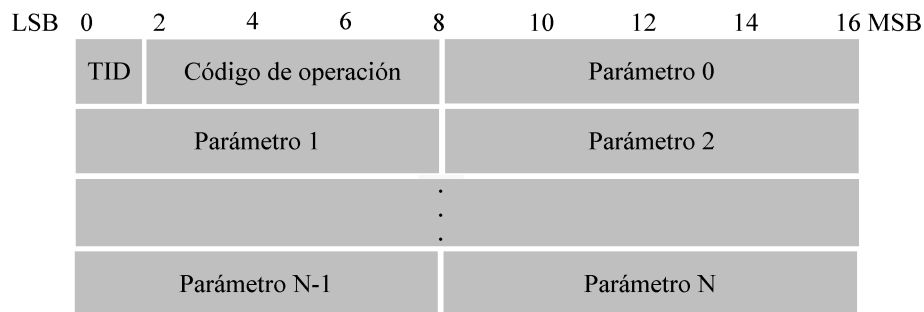 LSB 0 2 4 6 8 10 12 14 16 MSB
TID Código de operación Parámetro 0
Parámetro 1 Parámetro 2
.
.
.
Parámetro N-1 Parámetro N